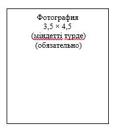 Фотография
3,5 × 4,5
(міндетті түрде)
(обязательно)